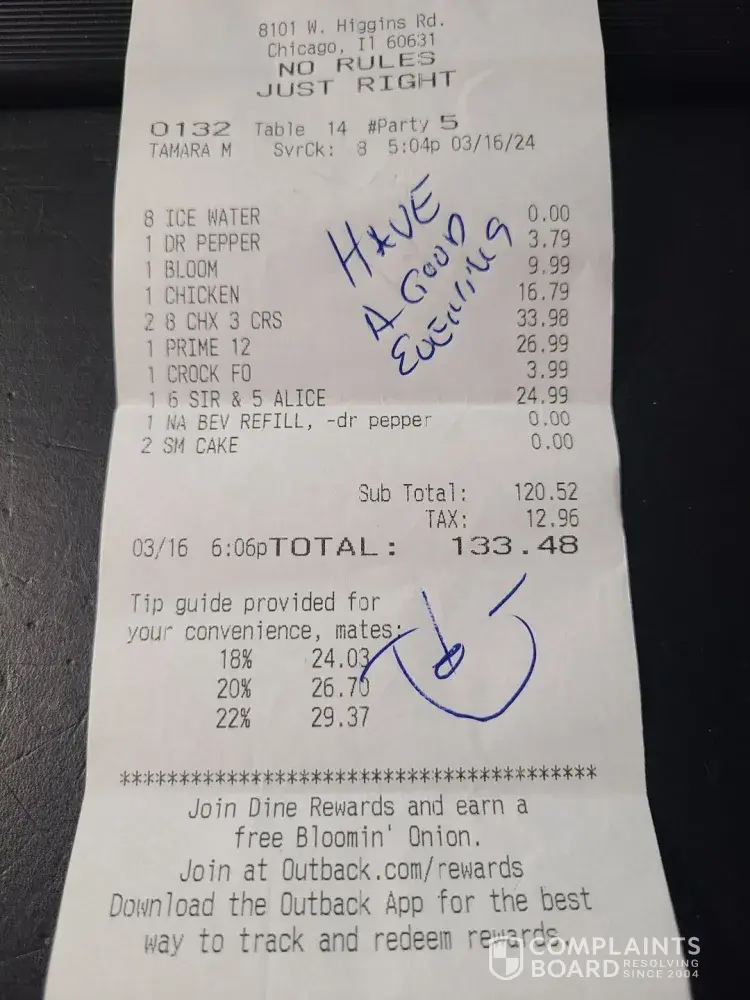 8101 W. Higgins Rd.
Chicago, Il 60631
NO RULES
JUST RIGHT
0132 Table 14 #Party 5
TAMARA M SvrCk: 8 5:04p 03/16/24
8 ICE WATER 0.00
1 DR PEPPER 3.79
1 BLOOM 9.99
1 CHICKEN 16.79
2 8 CHX 3 CRS 33.98
1 PRIME 12 26.99
1 CROCK FO 3.99
1 6 SIR & 5 ALICE 24.99
1 NA BEV REFILL, -dr pepper 0.00
2 SM CAKE 0.00
HAVE
A GOOD
EVENING
Sub Total: 120.52
TAX: 12.96
03/16 6:06pTOTAL: 133.48
Tip guide provided for
your convenience, mates:
18% 24.03
20% 26.70
22% 29.37
******************************************
Join Dine Rewards and earn a
free Bloomin' Onion.
Join at Outback.com/rewards
Download the Outback App for the best
way to track and redeem rewards.
COMPLAINTS
BOARD RESOLVING
SINCE 2004